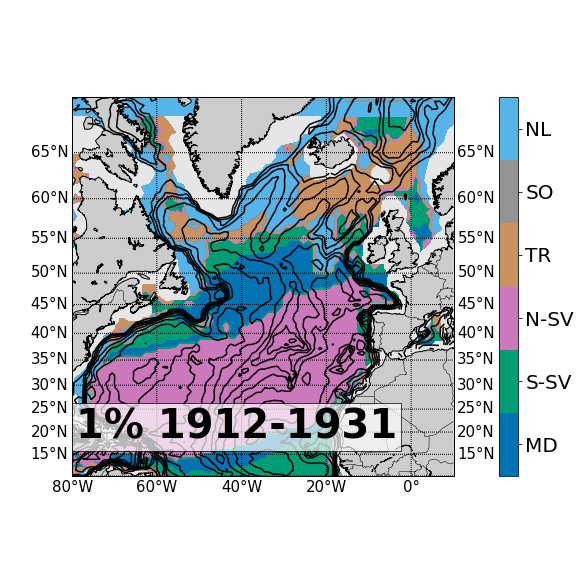 65°N 65°N NL
60°N 60°N SO
55°N 55°N TR
50°N 50°N
45°N 45°N N-SV
40°N 40°N
35°N 35°N S-SV
30°N 30°N
25°N 25°N
1% 1912-1931
20°N 20°N MD
15°N 15°N
80°W 60°W 40°W 20°W 0°